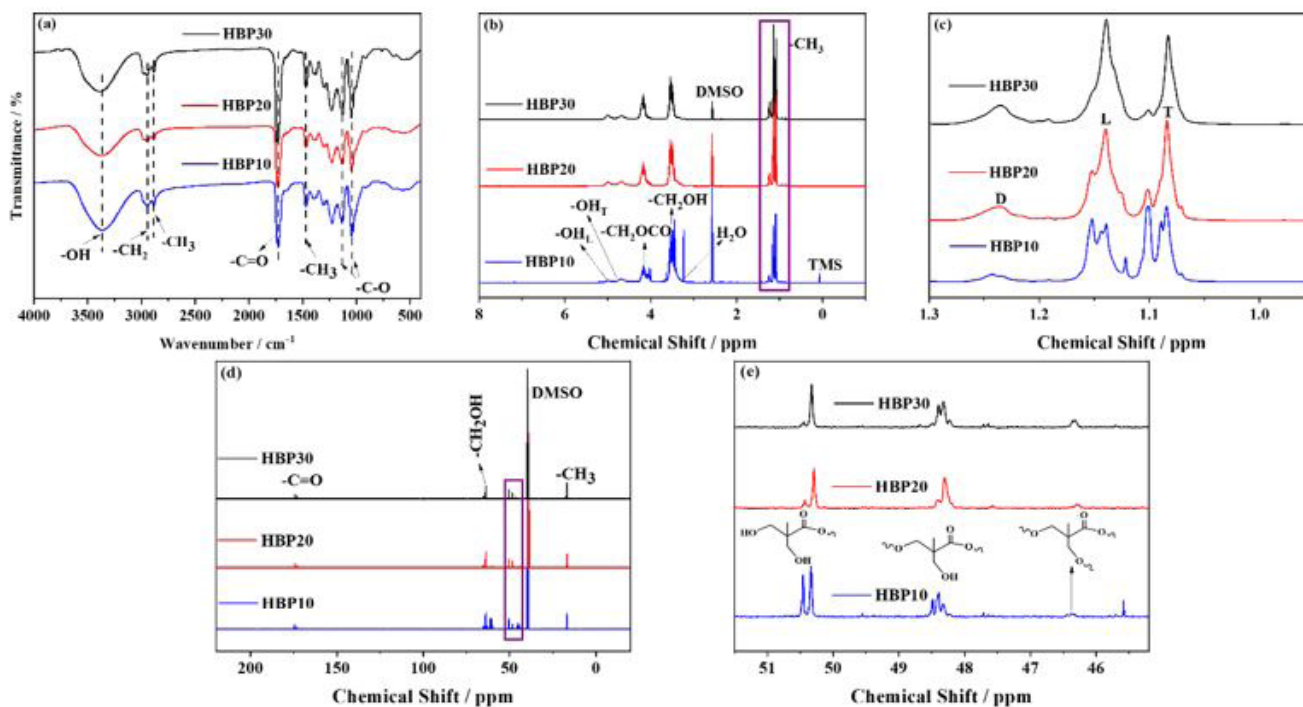 (a)
HBP30
HBP20
HBP10
-OH
-CH2
-CH3
-C=O
-CH3
-C-O
Transmittance / %
4000 3500 3000 2500 2000 1500 1000 500
Wavenumber / cm-1
(b)
CH3
DMSO
HBP30
HBP20
-CH2OH
-OHT
-CH2OCO
-OHL
H2O
HBP10
TMS
8 6 4 2 0
Chemical Shift / ppm
(c)
HBP30
L
T
HBP20
D
HBP10
1.3 1.2 1.1 1.0
Chemical Shift / ppm
(d)
DMSO
-CH2OH
HBP30
-C=O
-CH3
HBP20
HBP10
200 150 100 50 0
Chemical Shift / ppm
(e)
HBP30
HBP20
HO
O
O
OH
O
O
O
OH
O
O
O
O
HBP10
51 50 49 48 47 46
Chemical Shift / ppm